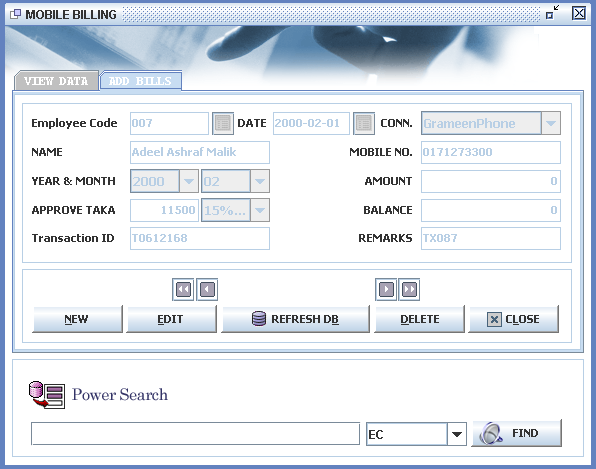 MOBILE BILLING
VIEW DATA ADD BILLS
Employee Code 007 DATE 2000-02-01 CONN. GrameenPhone
NAME Adeel Ashraf Malik MOBILE NO. 0171273300
YEAR & MONTH 2000 02 AMOUNT 0
APPROVE TAKA 11500 15%... BALANCE 0
Transaction ID T0612168 REMARKS TX087
NEW EDIT REFRESH DB DELETE CLOSE
Power Search
EC FIND